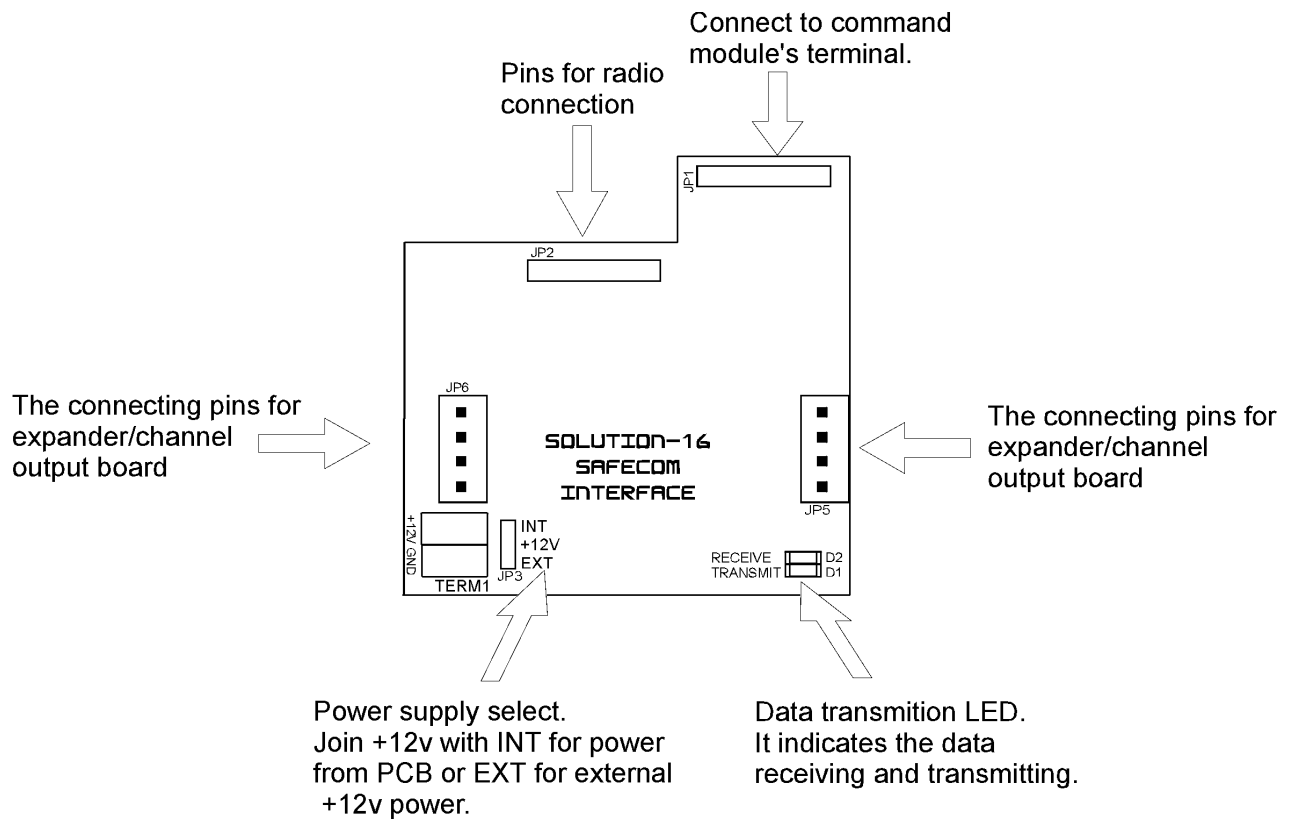 Connect to command
module's terminal.
Pins for radio
connection
JP1
JP2
JP6
The connecting pins for
expander/channel
output board
SOLUTION-16
SAFECOM
INTERFACE
The connecting pins for
expander/channel
output board
JP5
+12V GND
TERM1
JP3
INT
+12V
EXT
RECEIVE D2
TRANSMIT D1
Power supply select.
Join +12v with INT for power
from PCB or EXT for external
+12v power.
Data transmition LED.
It indicates the data
receiving and transmitting.